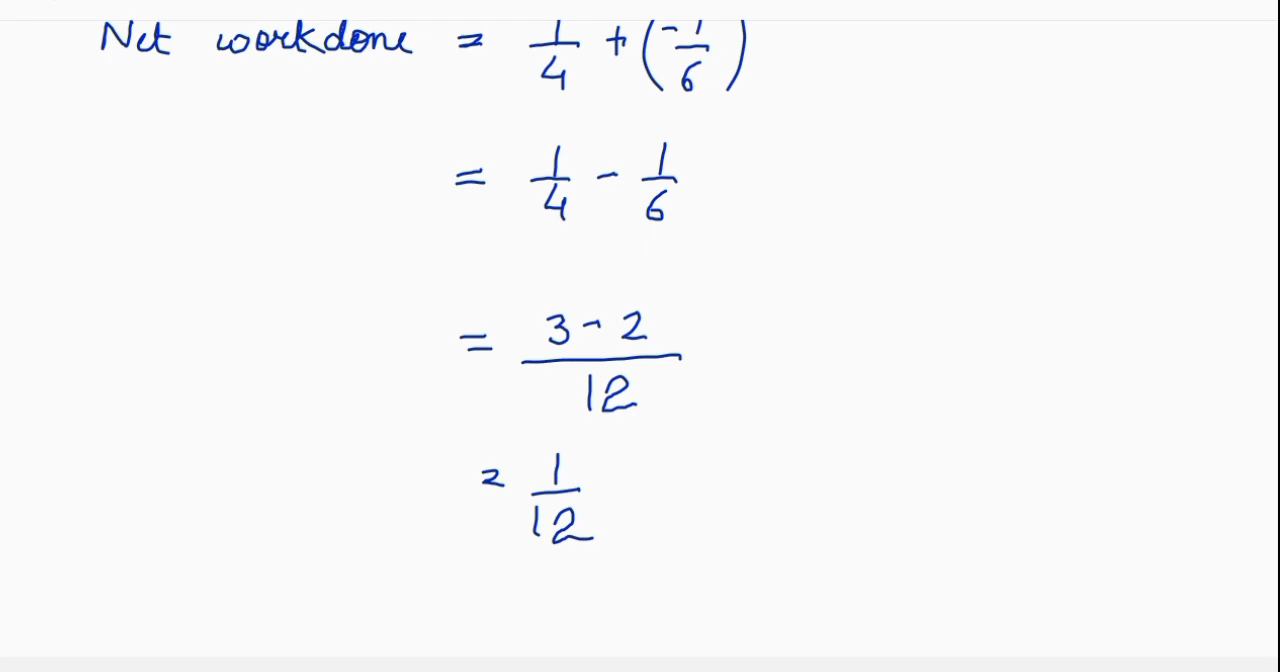 Net workdone = 1/4 + (-1/6)
= 1/4 - 1/6
= 3-2/12
= 1/12